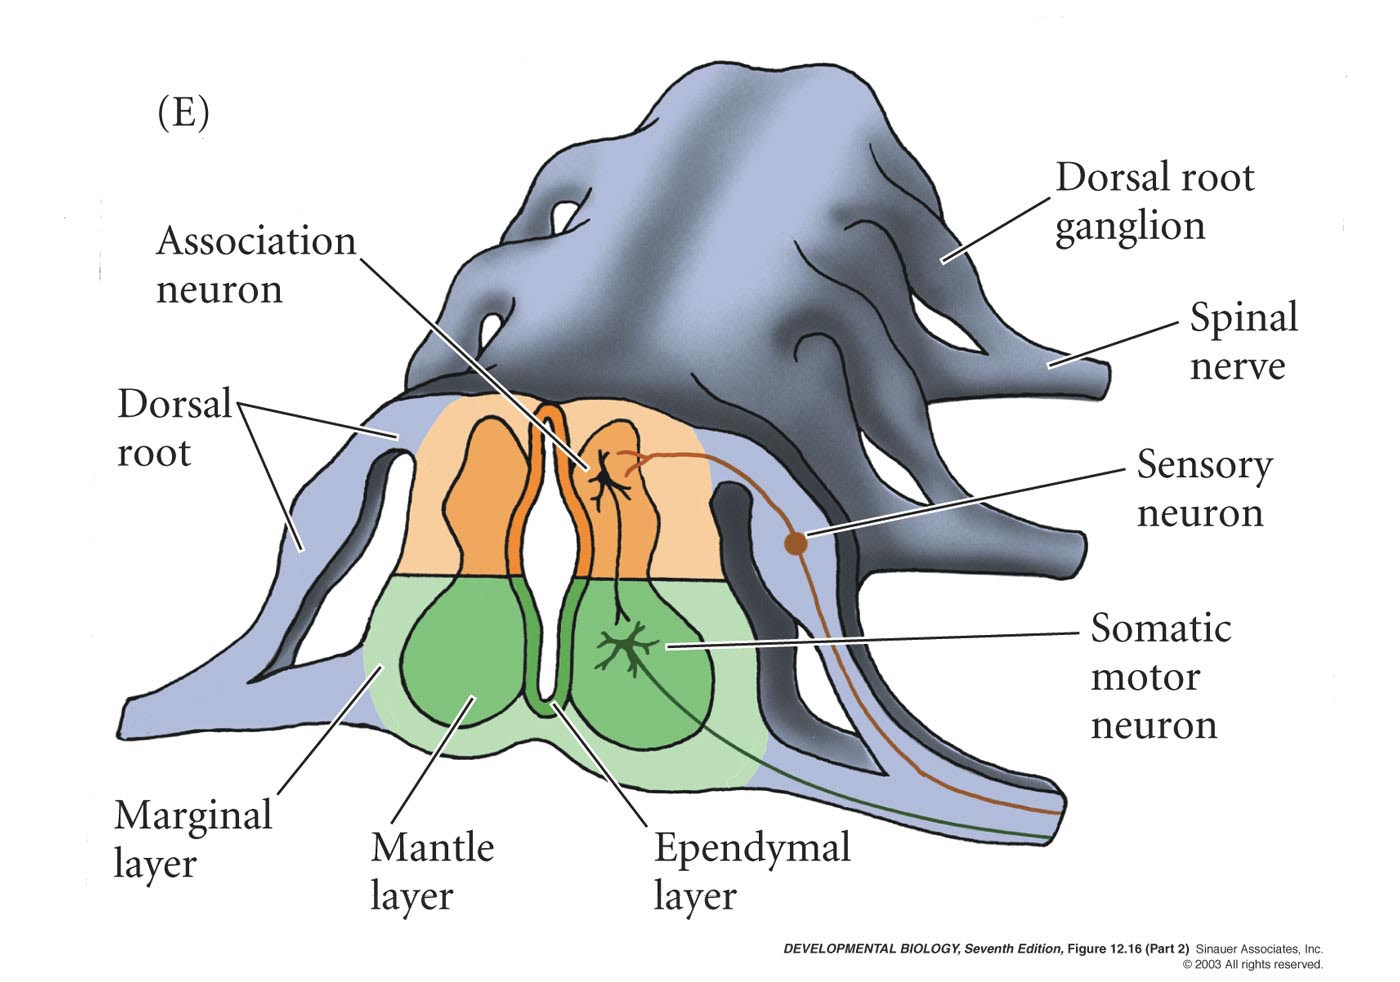 (E)
Dorsal root
ganglion
Association
neuron
Spinal
nerve
Dorsal
root
Sensory
neuron
Somatic
motor
neuron
Marginal
layer
Mantle
layer
Ependymal
layer
DEVELOPMENTAL BIOLOGY, Seventh Edition, Figure 12.16 (Part 2) Sinauer Associates, Inc.
© 2003 All rights reserved.